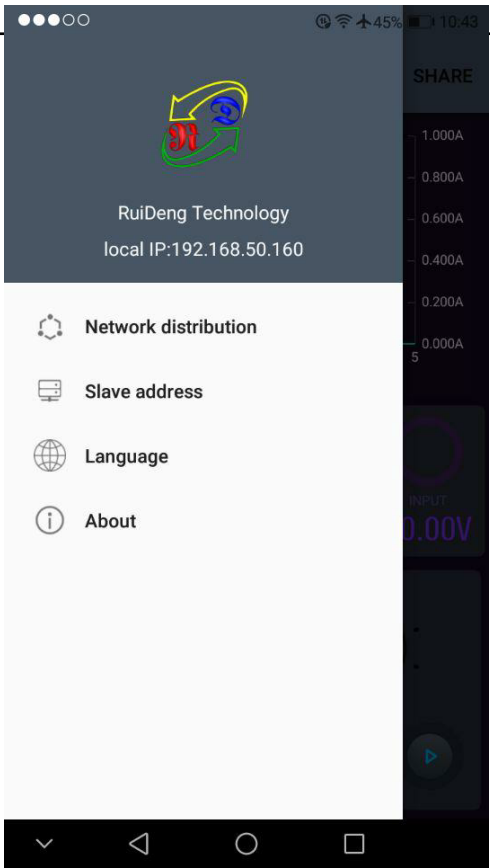 45% 10:43
SHARE
RuiDeng Technology
local IP:192.168.50.160
Network distribution
Slave address
Language
About
1.000A
0.800A
0.600A
0.400A
0.200A
0.000A
5
INPUT
0.00V